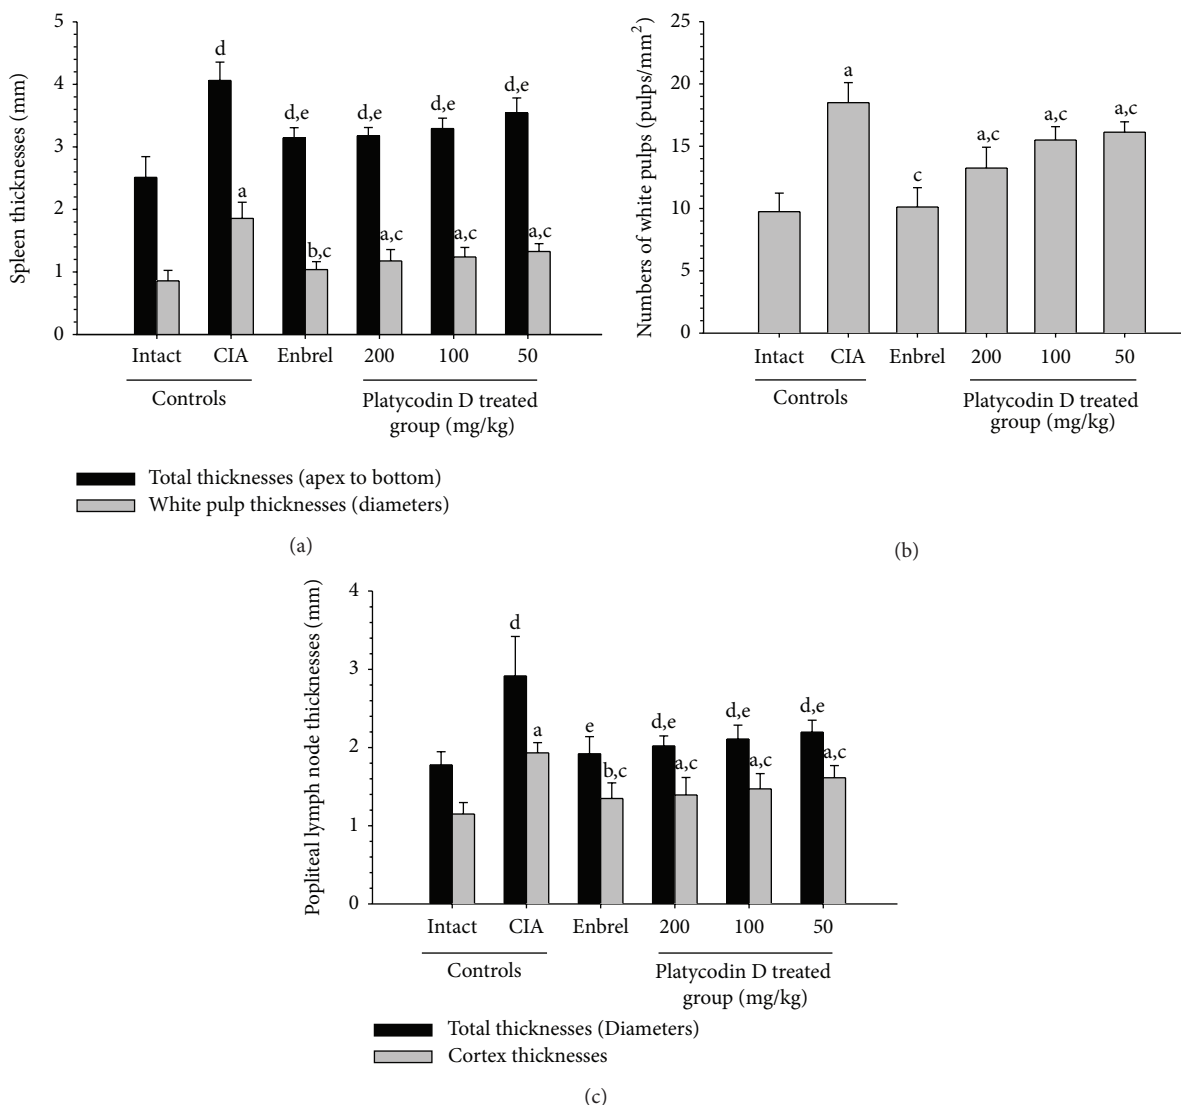 5
4
3
2
1
0
Spleen thicknesses (mm)
d
a
d,e
b,c
d,e
a,c
d,e
a,c
d,e
a,c
Intact CIA Enbrel 200 100 50
Controls
Platycodin D treated
group (mg/kg)
Total thicknesses (apex to bottom)
White pulp thicknesses (diameters)
(a)
25
20
15
10
5
0
Numbers of white pulps (pulps/mm²)
a
c
a,c
a,c
a,c
Intact CIA Enbrel 200 100 50
Controls
Platycodin D treated
group (mg/kg)
(b)
4
3
2
1
0
Popliteal lymph node thicknesses (mm)
d
a
e
b,c
d,e
a,c
d,e
a,c
d,e
a,c
Intact CIA Enbrel 200 100 50
Controls
Platycodin D treated
group (mg/kg)
Total thicknesses (Diameters)
Cortex thicknesses
(c)